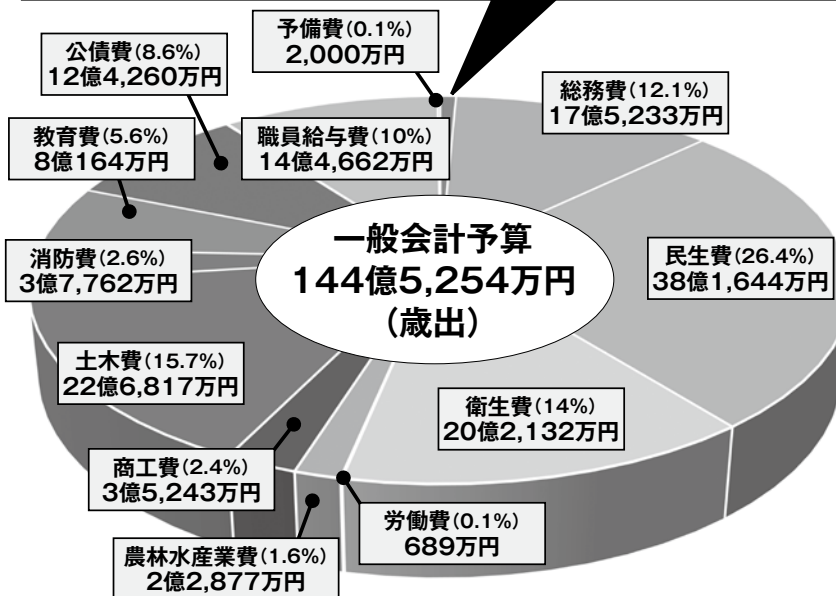 予備費(0.1%)
2,000万円
公債費(8.6%)
12億4,260万円
総務費(12.1%)
17億5,233万円
教育費(5.6%)
8億164万円
職員給与費(10%)
14億4,662万円
一般会計予算
144億5,254万円
(歳出)
消防費(2.6%)
3億7,762万円
民生費(26.4%)
38億1,644万円
土木費(15.7%)
22億6,817万円
衛生費(14%)
20億2,132万円
商工費(2.4%)
3億5,243万円
労働費(0.1%)
689万円
農林水産業費(1.6%)
2億2,877万円